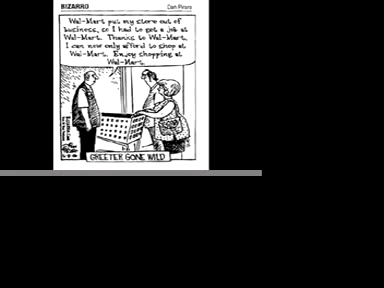 BIZARRO Dan Piraro
Wal-Mart put my store out of
business, so I had to get a job at
Wal-Mart. Thanks to Wal-Mart,
I can now only afford to shop at
Wal-Mart. Enjoy shopping at
Wal-Mart.
GREETER GONE WILD